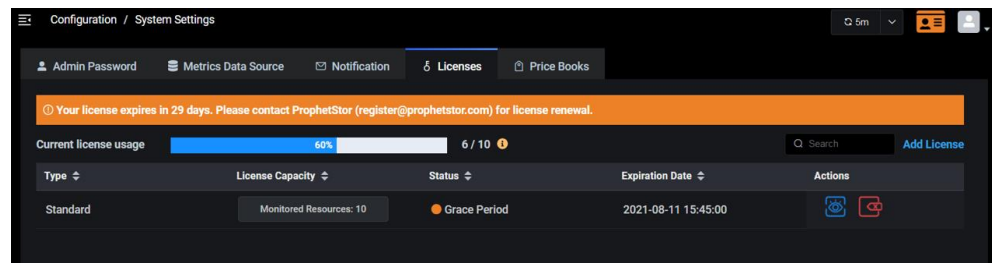 Configuration / System Settings
5m
Admin Password
Metrics Data Source
Notification
Licenses
Price Books
Your license expires in 29 days. Please contact ProphetStor (register@prophetstor.com) for license renewal.
Current license usage
60%
6 / 10
Search
Add License
Type
License Capacity
Status
Expiration Date
Actions
Standard
Monitored Resources: 10
Grace Period
2021-08-11 15:45:00